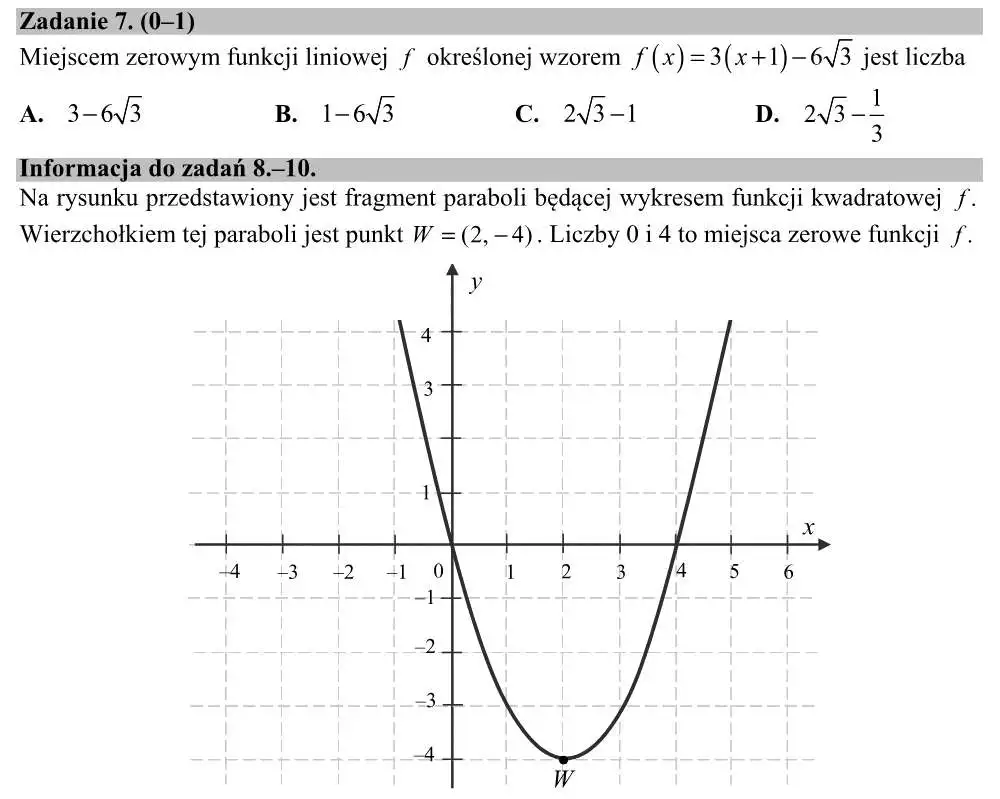 Zadanie 7. (0–1)
Miejscem zerowym funkcji liniowej f określonej wzorem f(x)=3(x+1)−6√3 jest liczba
A. 3−6√3 B. 1−6√3 C. 2√3−1 D. 2√3−1/3
Informacja do zadań 8.–10.
Na rysunku przedstawiony jest fragment paraboli będącej wykresem funkcji kwadratowej f.
Wierzchołkiem tej paraboli jest punkt W = (2, −4). Liczby 0 i 4 to miejsca zerowe funkcji f.
y
4
3
1
x
–4 –3 –2 –1 0 1 2 3 4 5 6
–1
–2
–3
–4
W